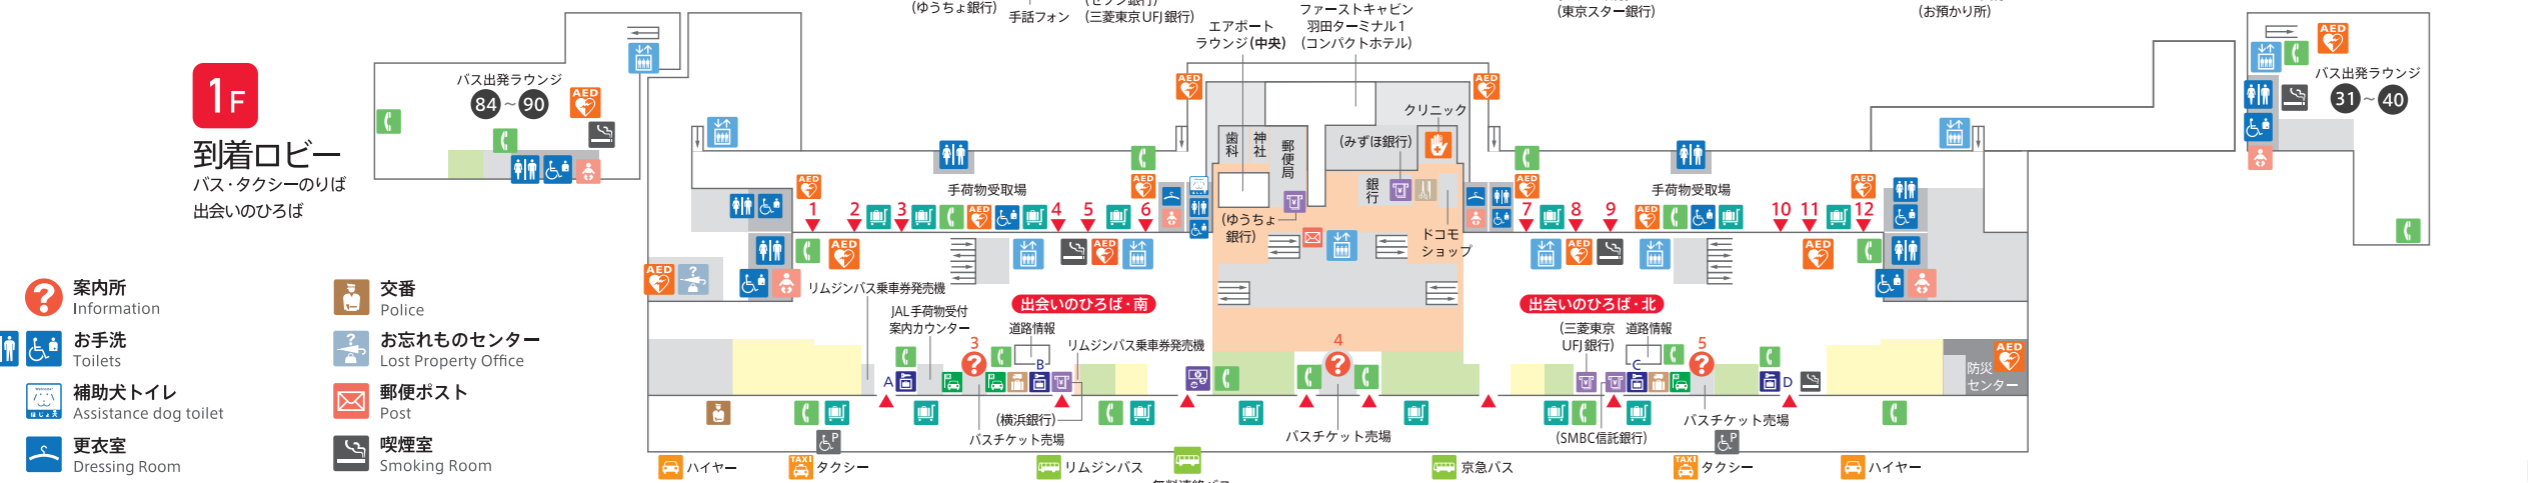 (ゆうちょ銀行)
手話フォン
(三菱東京UFJ銀行)
エアポート
ラウンジ(中央)
ファーストキャビン
羽田ターミナル1
(コンパクトホテル)
(東京スター銀行)
(お預かり所)
1F
到着ロビー
バス・タクシーのりば
出会いのひろば
バス出発ラウンジ
84～90
AED
AED
AED
クリニック
(みずほ銀行)
歯科
神社
郵便局
銀行
(ゆうちょ
銀行)
ドコモ
ショップ
AED
バス出発ラウンジ
31～40
手荷物受取場
手荷物受取場
AED
AED
AED
AED
1
2
3
AED
4
5
6
7
8
9
AED
10
11
12
AED
AED
AED
AED
AED
案内所
Information
お手洗
Toilets
補助犬トイレ
Assistance dog toilet
更衣室
Dressing Room
交番
Police
お忘れものセンター
Lost Property Office
郵便ポスト
Post
喫煙室
Smoking Room
リムジンバス乗車券発売機
出会いのひろば・南
出会いのひろば・北
JAL手荷物受付
案内カウンター
道路情報
リムジンバス乗車券発売機
3
4
5
A
B
C
D
(三菱東京
UFJ銀行)
道路情報
AED
防災
センター
(横浜銀行)
バスチケット売場
バスチケット売場
(SMBC信託銀行)
バスチケット売場
P
P
ハイヤー
TAXI
タクシー
リムジンバス
京急バス
TAXI
タクシー
ハイヤー